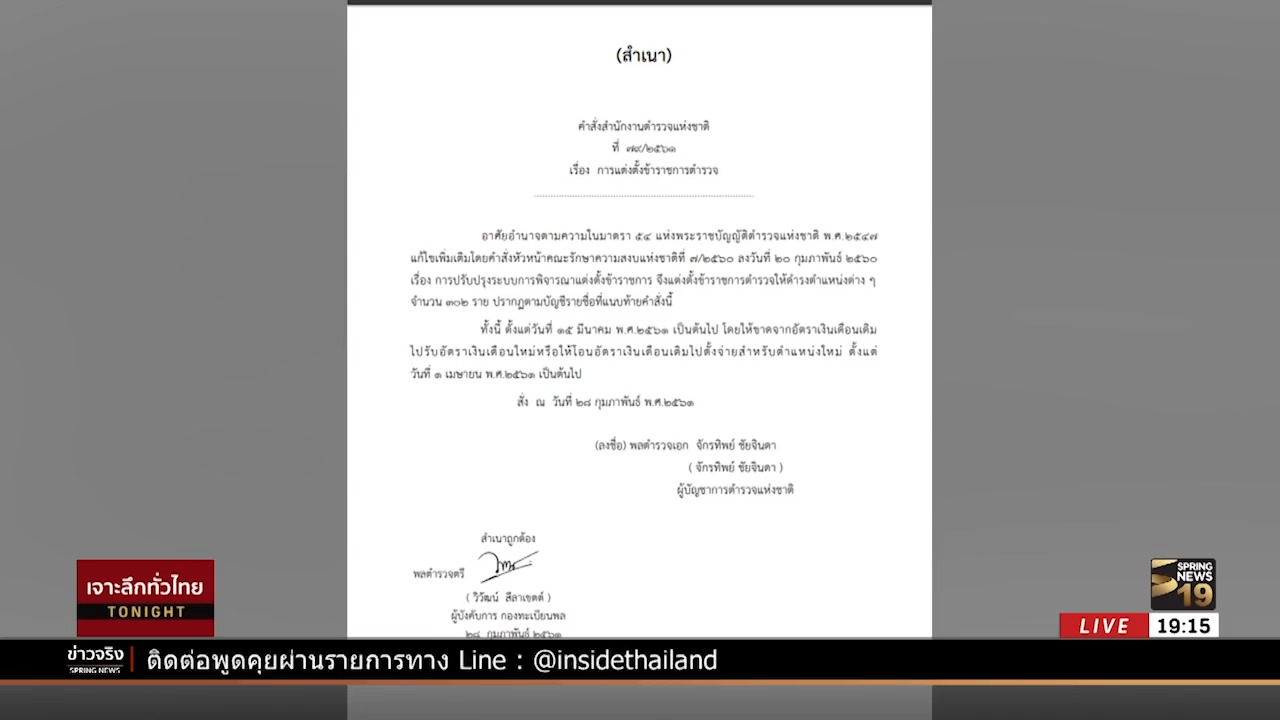 (สำเนา)
คำสั่งสำนักงานตำรวจแห่งชาติ
ที่ ๗๙/๒๕๖๑
เรื่อง การแต่งตั้งข้าราชการตำรวจ
อาศัยอำนาจตามความในมาตรา ๕๔ แห่งพระราชบัญญัติตำรวจแห่งชาติ พ.ศ.๒๕๔๗
แก้ไขเพิ่มเติมโดยคำสั่งหัวหน้าคณะรักษาความสงบแห่งชาติที่ ๗/๒๕๖๐ ลงวันที่ ๒๐ กุมภาพันธ์ ๒๕๖๐
เรื่อง การปรับปรุงระบบการพิจารณาแต่งตั้งข้าราชการ จึงแต่งตั้งข้าราชการตำรวจให้ดำรงตำแหน่งต่าง ๆ
จำนวน ๓๐๒ ราย ปรากฏตามบัญชีรายชื่อที่แนบท้ายคำสั่งนี้
ทั้งนี้ ตั้งแต่วันที่ ๑๕ มีนาคม พ.ศ.๒๕๖๑ เป็นต้นไป โดยให้ขาดจากอัตราเงินเดือนเดิม
ไปรับอัตราเงินเดือนใหม่หรือให้โอนอัตราเงินเดือนเดิมไปตั้งจ่ายสำหรับตำแหน่งใหม่ ตั้งแต่
วันที่ ๑ เมษายน พ.ศ.๒๕๖๑ เป็นต้นไป
สั่ง ณ วันที่ ๒๘ กุมภาพันธ์ พ.ศ.๒๕๖๑
(ลงชื่อ) พลตำรวจเอก จักรทิพย์ ชัยจินดา
( จักรทิพย์ ชัยจินดา )
ผู้บัญชาการตำรวจแห่งชาติ
สำเนาถูกต้อง
พลตำรวจตรี
( วิวัฒน์ สีลาเขตต์ )
ผู้บังคับการ กองทะเบียนพล
๒๘ กุมภาพันธ์ ๒๕๖๑
เจาะลึกทั่วไทย
TONIGHT
SPRING
NEWS
19
LIVE 19:15
ข่าวจริง
SPRING NEWS
ติดต่อพูดคุยผ่านรายการทาง Line : @insidethailand